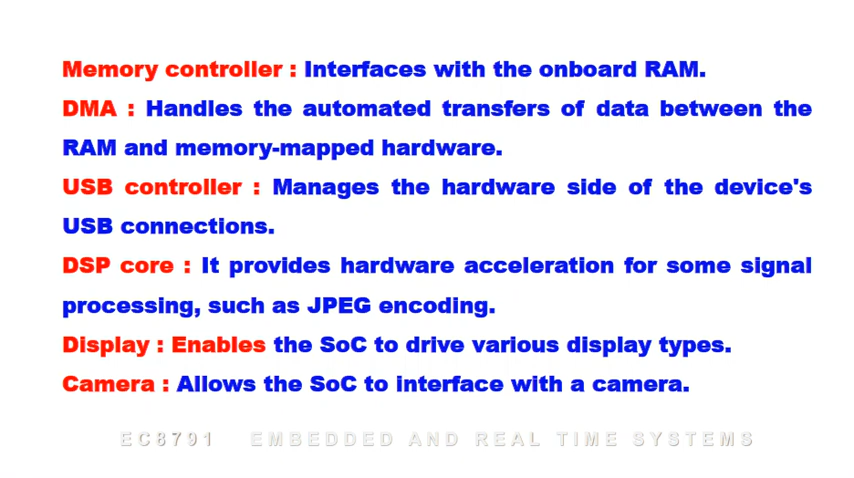 Memory controller : Interfaces with the onboard RAM.
DMA : Handles the automated transfers of data between the
RAM and memory-mapped hardware.
USB controller : Manages the hardware side of the device's
USB connections.
DSP core : It provides hardware acceleration for some signal
processing, such as JPEG encoding.
Display : Enables the SoC to drive various display types.
Camera : Allows the SoC to interface with a camera.
EC8791 EMBEDDED AND REAL TIME SYSTEMS